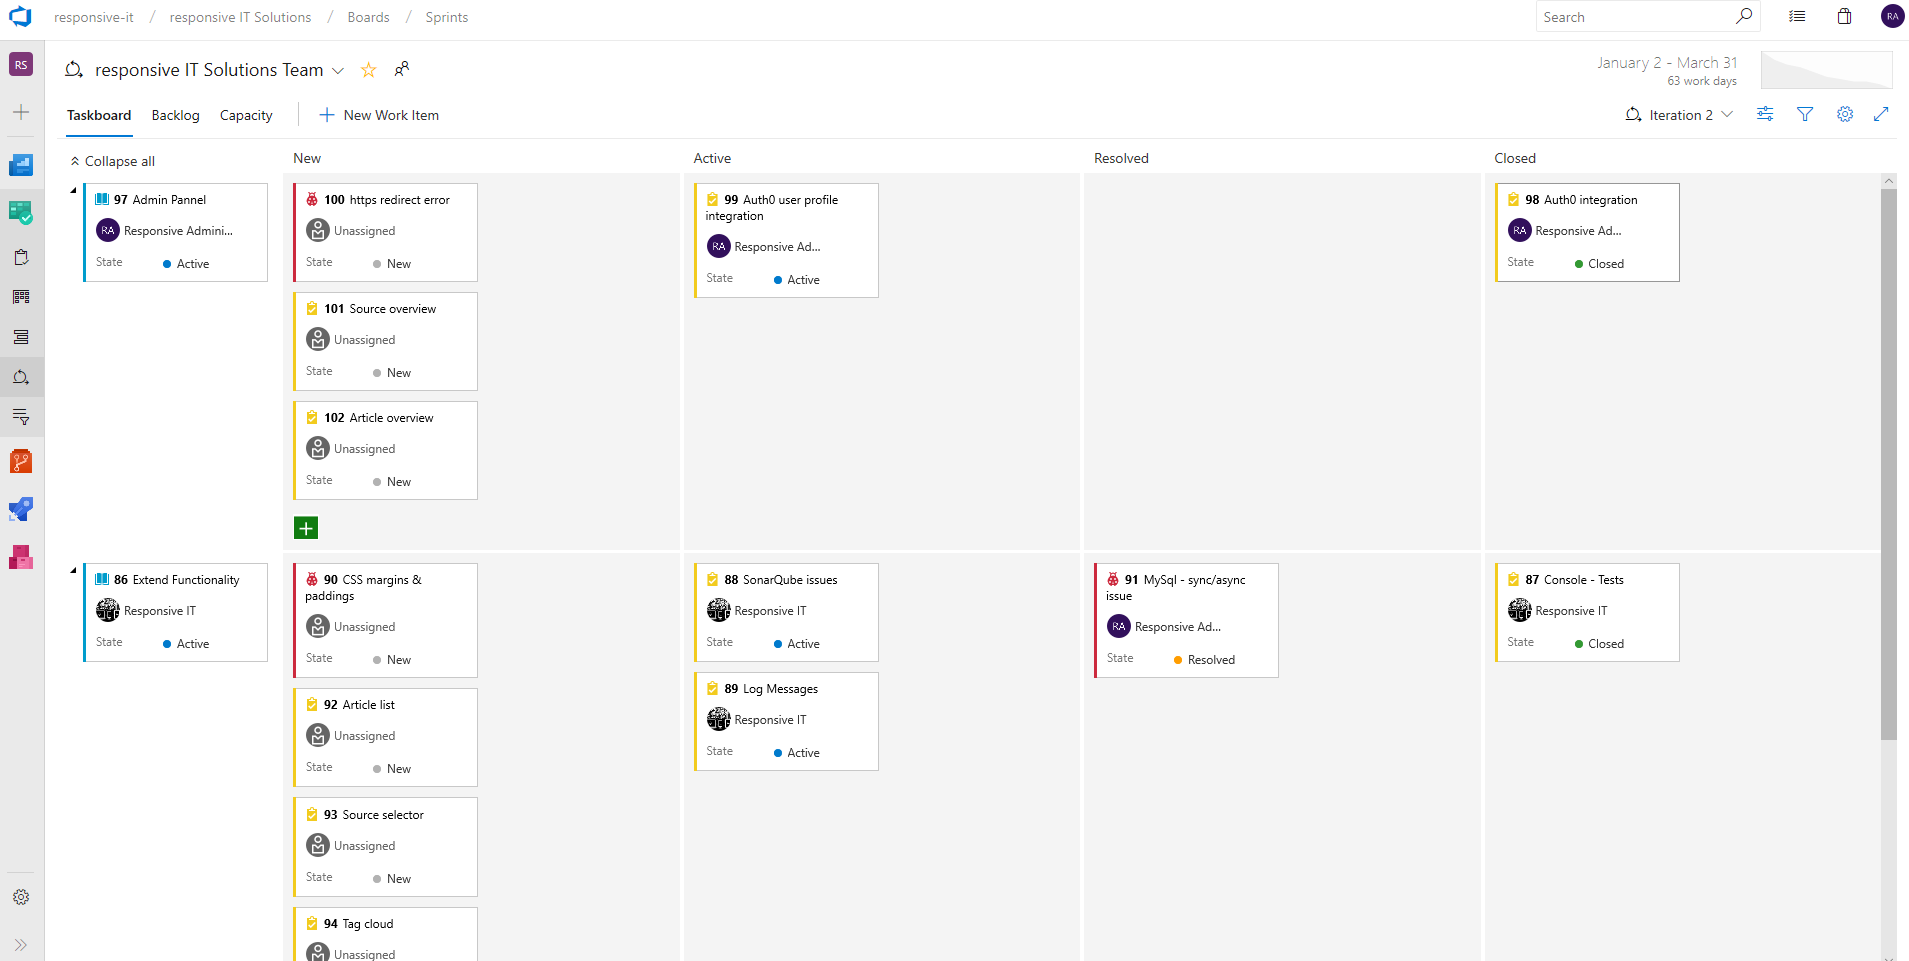 responsive-it / responsive IT Solutions / Boards / Sprints
Search
RA
RS
responsive IT Solutions Team
January 2 - March 31
63 work days
Taskboard Backlog Capacity New Work Item
Iteration 2
Collapse all
New
Active
Resolved
Closed
97 Admin Pannel
RA Responsive Admini...
State Active
100 https redirect error
Unassigned
State New
101 Source overview
Unassigned
State New
102 Article overview
Unassigned
State New
99 Auth0 user profile
integration
RA Responsive Ad...
State Active
98 Auth0 integration
RA Responsive Ad...
State Closed
86 Extend Functionality
Responsive IT
State Active
90 CSS margins &
paddings
Unassigned
State New
92 Article list
Unassigned
State New
93 Source selector
Unassigned
State New
94 Tag cloud
Unassigned
88 SonarQube issues
Responsive IT
State Active
89 Log Messages
Responsive IT
State Active
91 MySql - sync/async
issue
RA Responsive Ad...
State Resolved
87 Console - Tests
Responsive IT
State Closed